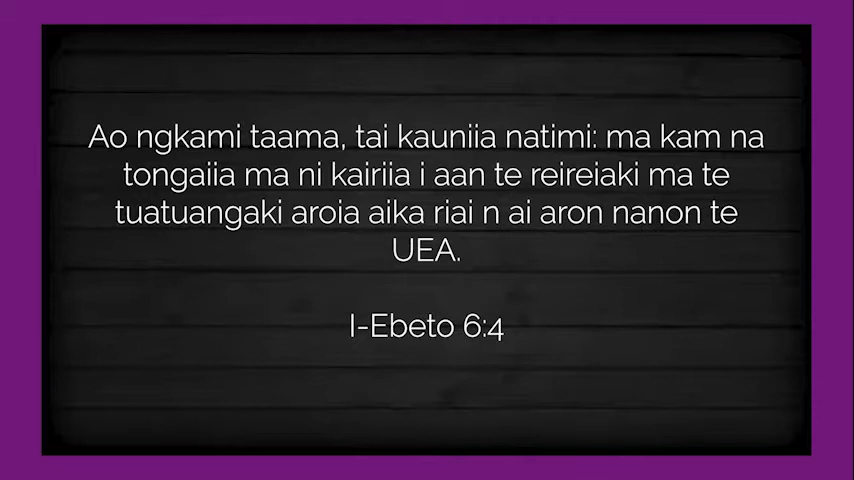 Ao ngkami taama, tai kauniia natimi: ma kam na
tongaiia ma ni kairiia i aan te reireiaki ma te
tuatuangaki aroia aika riai n ai aron nanon te
UEA.
I-Ebeto 6:4